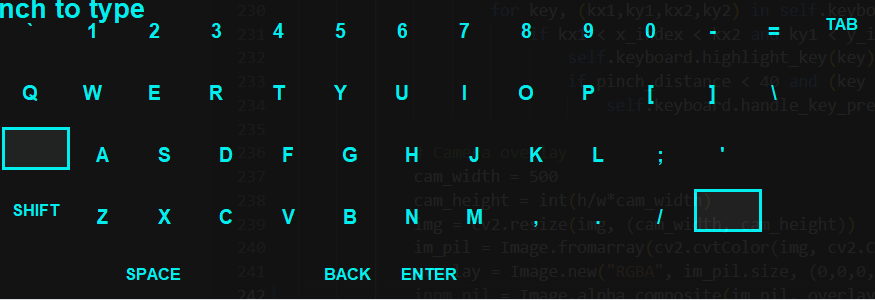 nch to type
` 1 2 3 4 5 6 7 8 9 0 - = TAB
Q W E R T Y U I O P [ ] \
A S D F G H J K L ; '
SHIFT Z X C V B N M , . /
SPACE BACK ENTER
230 for key, (kx1,ky1,kx2,ky2) in self.keybo
231 if kx1 < x_index < kx2 and ky1 <
232 self.keyboard.highlight_key(key)
233 if pinch_distance < 40 and (key
234 self.keyboard.handle_key_pre
235
236 # Camera overlay
237 cam_width = 500
238 cam_height = int(h/w*cam_width)
239 img = cv2.resize(img, (cam_width, cam_height))
240 im_pil = Image.fromarray(cv2.cvtColor(img, cv2.C
241 overlay = Image.new("RGBA", im_pil.size, (0,0,0,
242 = Image.alpha_composite(im_pil, overlay